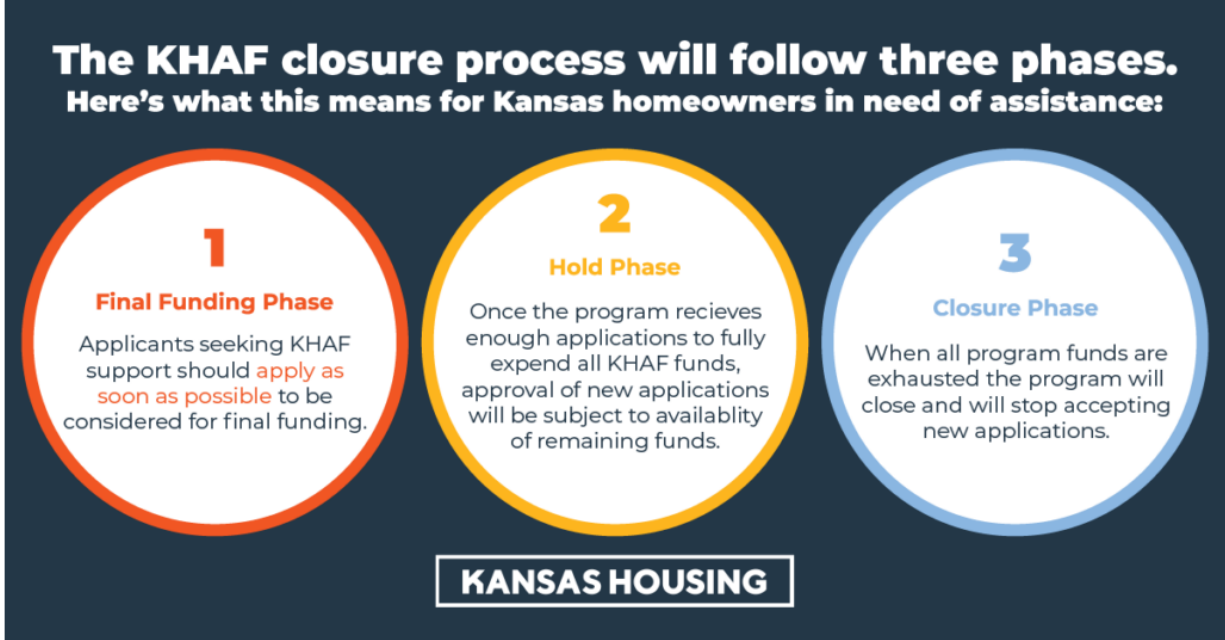 The KHAF closure process will follow three phases.
Here's what this means for Kansas homeowners in need of assistance:
1
Final Funding Phase
Applicants seeking KHAF
support should apply as
soon as possible to be
considered for final funding.
2
Hold Phase
Once the program recieves
enough applications to fully
expend all KHAF funds,
approval of new applications
will be subject to availablity
of remaining funds.
3
Closure Phase
When all program funds are
exhausted the program will
close and will stop accepting
new applications.
KANSAS HOUSING